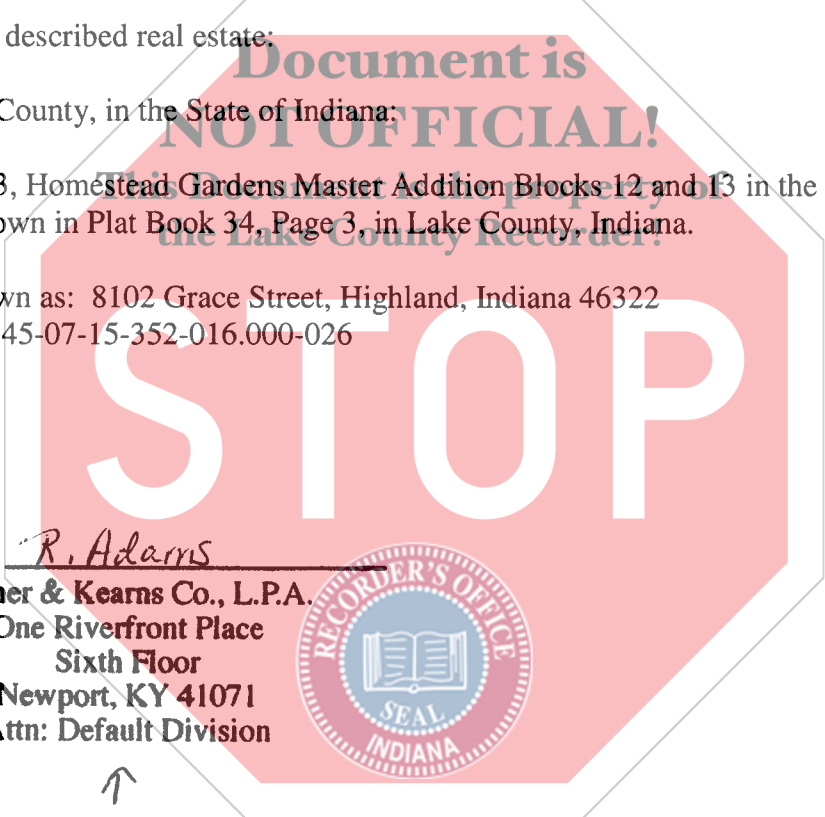 described real estate:
Document is
County, in the State of Indiana:
NOT OFFICIAL!
3, Homestead Gardens Master Addition Blocks 12 and 13 in the
This Document is the property of
own in Plat Book 34, Page 3, in Lake County, Indiana.
the Lake County Recorder!
wn as: 8102 Grace Street, Highland, Indiana 46322
45-07-15-352-016.000-026
STOP
R. Adams
er & Kearns Co., L.P.A.
One Riverfront Place
Sixth Floor
Newport, KY 41071
ttn: Default Division
RECORDER'S OFFICE
SEAL
INDIANA